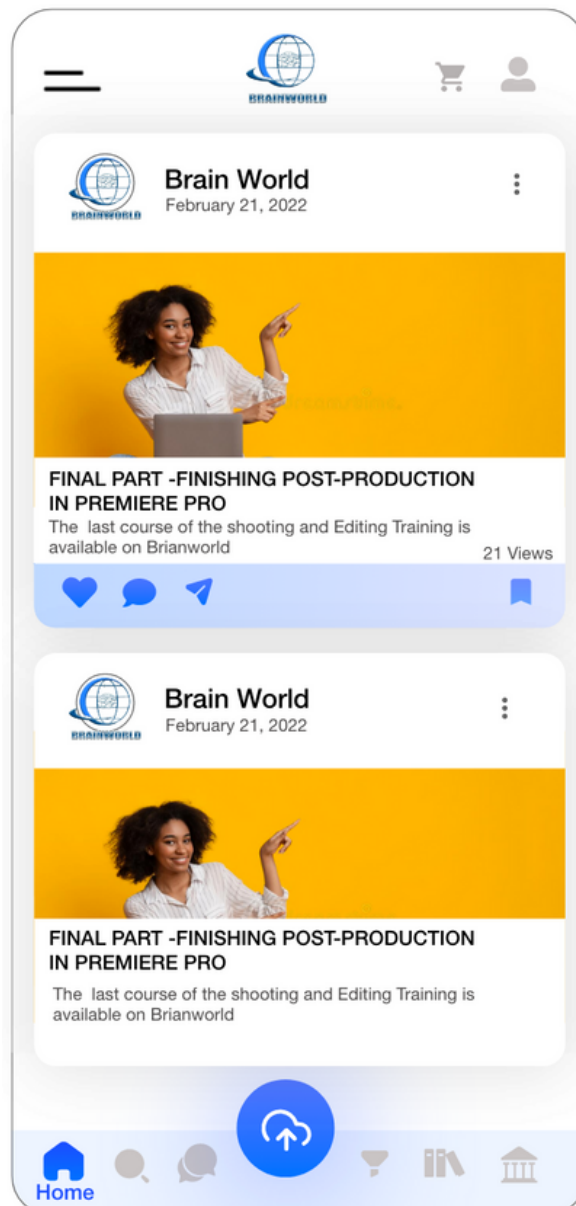 BRAINWORLD
BRAINWORLD
Brain World
February 21, 2022
FINAL PART -FINISHING POST-PRODUCTION
IN PREMIERE PRO
The last course of the shooting and Editing Training is
available on Brianworld
21 Views
BRAINWORLD
Brain World
February 21, 2022
FINAL PART -FINISHING POST-PRODUCTION
IN PREMIERE PRO
The last course of the shooting and Editing Training is
available on Brianworld
Home